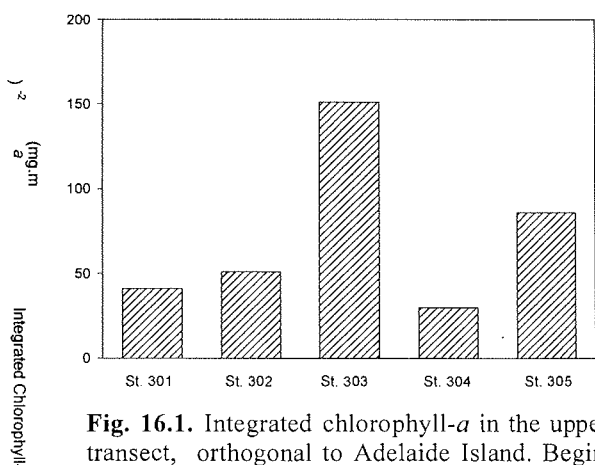 200
150
100
50
0
Integrated Chlorophyll-
a
(mg.m
-2
)
St. 301 St. 302 St. 303 St. 304 St. 305
Fig. 16.1. Integrated chlorophyll-a in the uppe
transect, orthogonal to Adelaide Island. Begin